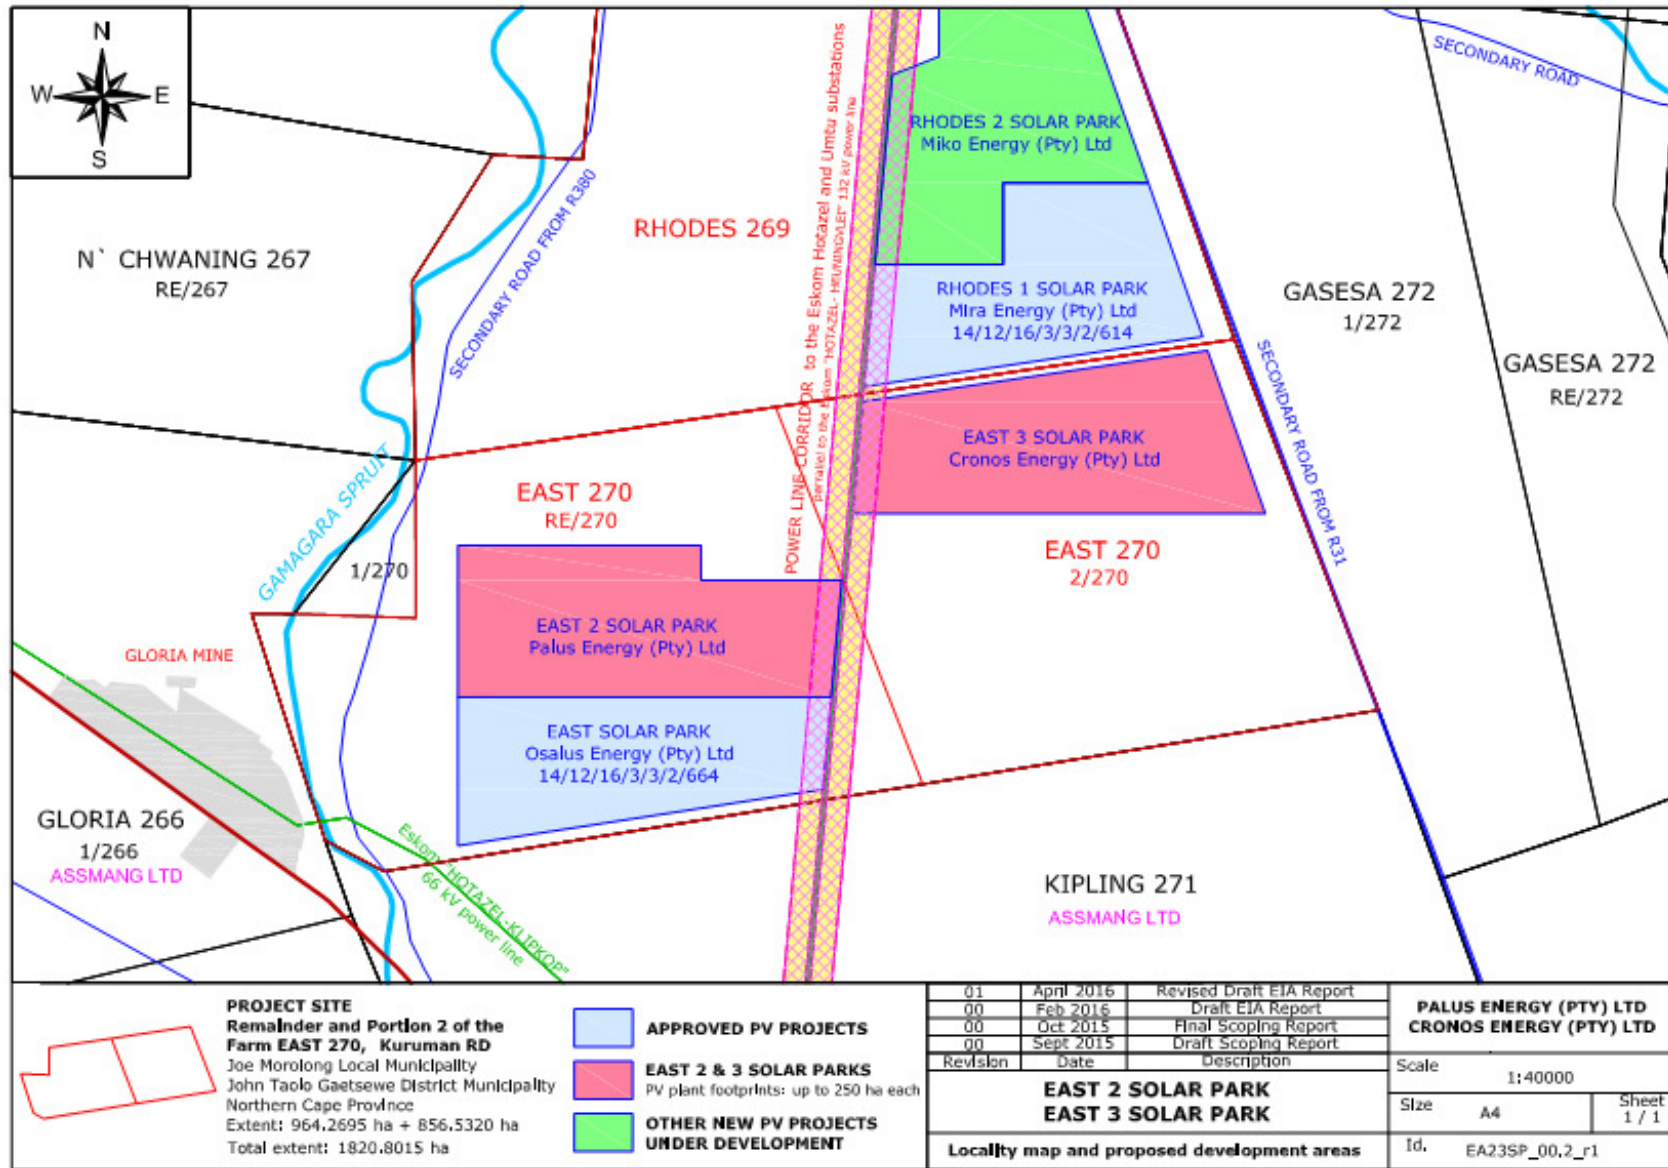 N
W E
S
N` CHWANING 267
RE/267
RHODES 269
SECONDARY ROAD FROM R380
GAMAGARA SPRUIT
POWER LINE CORRIDOR to the Eskom Hotazel and Umtu substations
parallel to the Eskom "HOTAZEL- HEUNINGVLEI" 132 kV power line
RHODES 2 SOLAR PARK
Miko Energy (Pty) Ltd
RHODES 1 SOLAR PARK
Mira Energy (Pty) Ltd
14/12/16/3/3/2/614
SECONDARY ROAD
GASESA 272
1/272
GASESA 272
RE/272
SECONDARY ROAD FROM R31
EAST 3 SOLAR PARK
Cronos Energy (Pty) Ltd
EAST 270
RE/270
EAST 270
2/270
1/270
EAST 2 SOLAR PARK
Palus Energy (Pty) Ltd
EAST SOLAR PARK
Osalus Energy (Pty) Ltd
14/12/16/3/3/2/664
GLORIA MINE
GLORIA 266
1/266
ASSMANG LTD
Eskom "HOTAZEL-KLIPKOP"
66 kV power line
KIPLING 271
ASSMANG LTD
PROJECT SITE
Remainder and Portion 2 of the
Farm EAST 270, Kuruman RD
Joe Morolong Local Municipality
John Taolo Gaetsewe District Municipality
Northern Cape Province
Extent: 964.2695 ha + 856.5320 ha
Total extent: 1820.8015 ha
APPROVED PV PROJECTS
EAST 2 & 3 SOLAR PARKS
PV plant footprints: up to 250 ha each
OTHER NEW PV PROJECTS
UNDER DEVELOPMENT
01 April 2016 Revised Draft EIA Report
00 Feb 2016 Draft EIA Report
00 Oct 2015 Final Scoping Report
00 Sept 2015 Draft Scoping Report
Revision Date Description
EAST 2 SOLAR PARK
EAST 3 SOLAR PARK
Locality map and proposed development areas
PALUS ENERGY (PTY) LTD
CRONOS ENERGY (PTY) LTD
Scale 1:40000
Size A4
Sheet
1 / 1
Id. EA23SP_00.2_r1